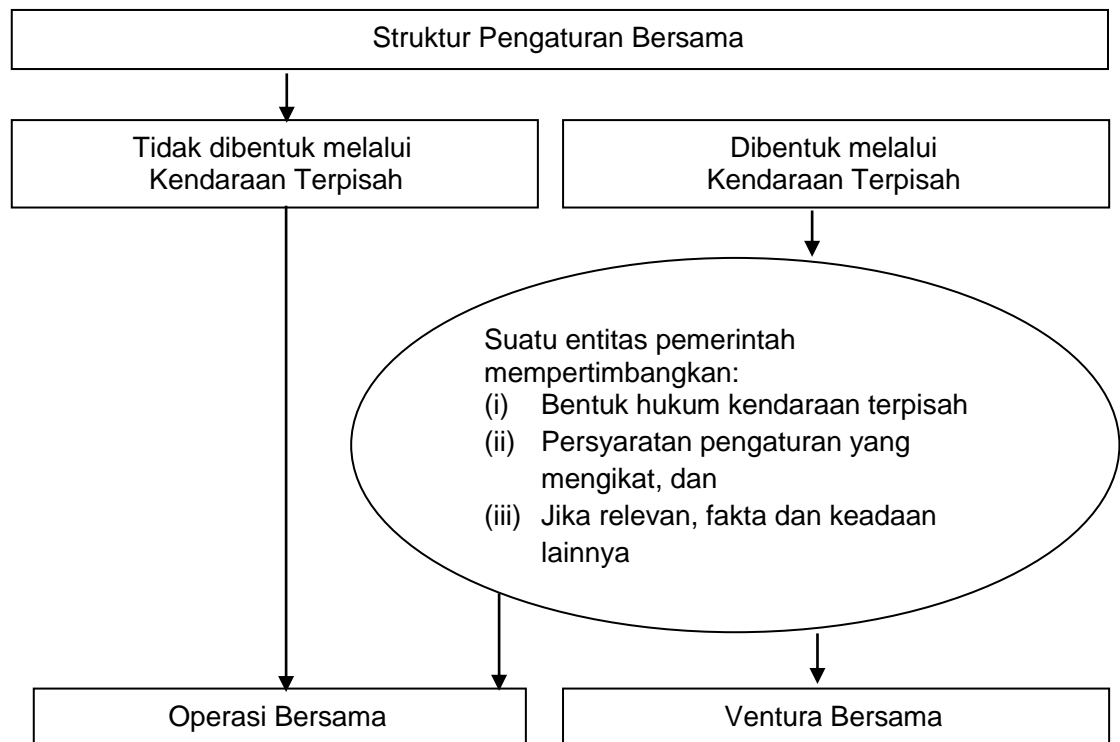 Struktur Pengaturan Bersama
Tidak dibentuk melalui
Kendaraan Terpisah
Dibentuk melalui
Kendaraan Terpisah
Suatu entitas pemerintah
mempertimbangkan:
(i) Bentuk hukum kendaraan terpisah
(ii) Persyaratan pengaturan yang
mengikat, dan
(iii) Jika relevan, fakta dan keadaan
lainnya
Operasi Bersama
Ventura Bersama